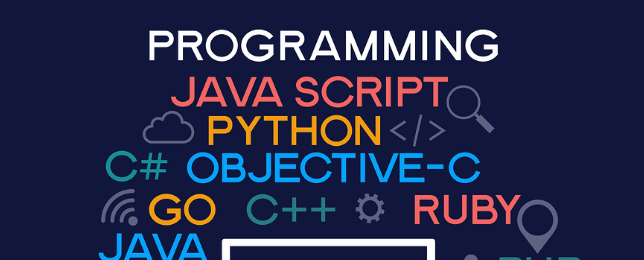 PROGRAMMING
JAVA SCRIPT
PYTHON </>
C# OBJECTIVE-C
GO C++ RUBY
JAVA